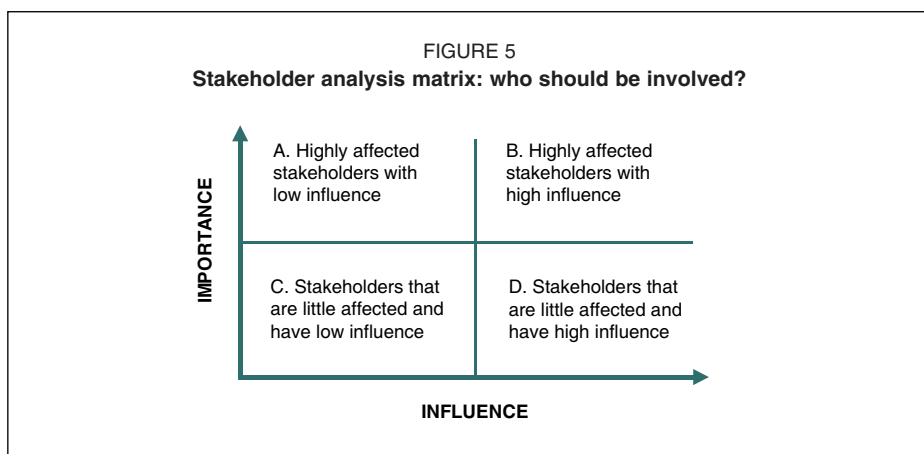 FIGURE 5
Stakeholder analysis matrix: who should be involved?
IMPORTANCE
A. Highly affected
stakeholders with
low influence
B. Highly affected
stakeholders with
high influence
C. Stakeholders that
are little affected and
have low influence
D. Stakeholders that
are little affected and
have high influence
INFLUENCE